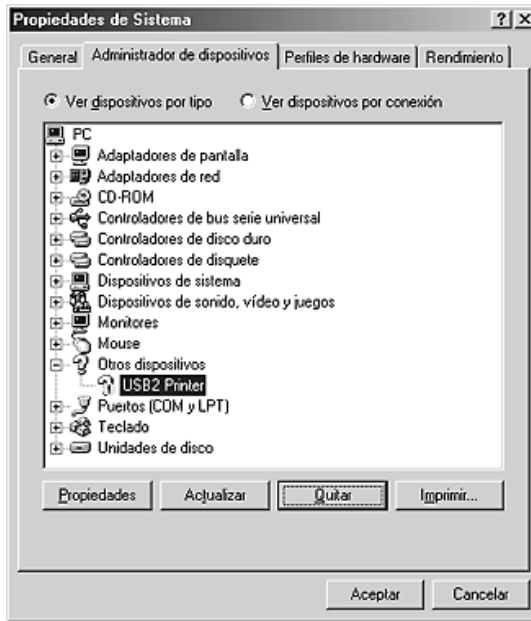 Propiedades de Sistema
General Administrador de dispositivos Perfiles de hardware Rendimiento
Ver dispositivos por tipo Ver dispositivos por conexión
PC
Adaptadores de pantalla
Adaptadores de red
CD-ROM
Controladores de bus serie universal
Controladores de disco duro
Controladores de disquete
Dispositivos de sistema
Dispositivos de sonido, vídeo y juegos
Monitores
Mouse
Otros dispositivos
USB2 Printer
Puertos (COM y LPT)
Teclado
Unidades de disco
Propiedades Actualizar Quitar Imprimir...
Aceptar Cancelar